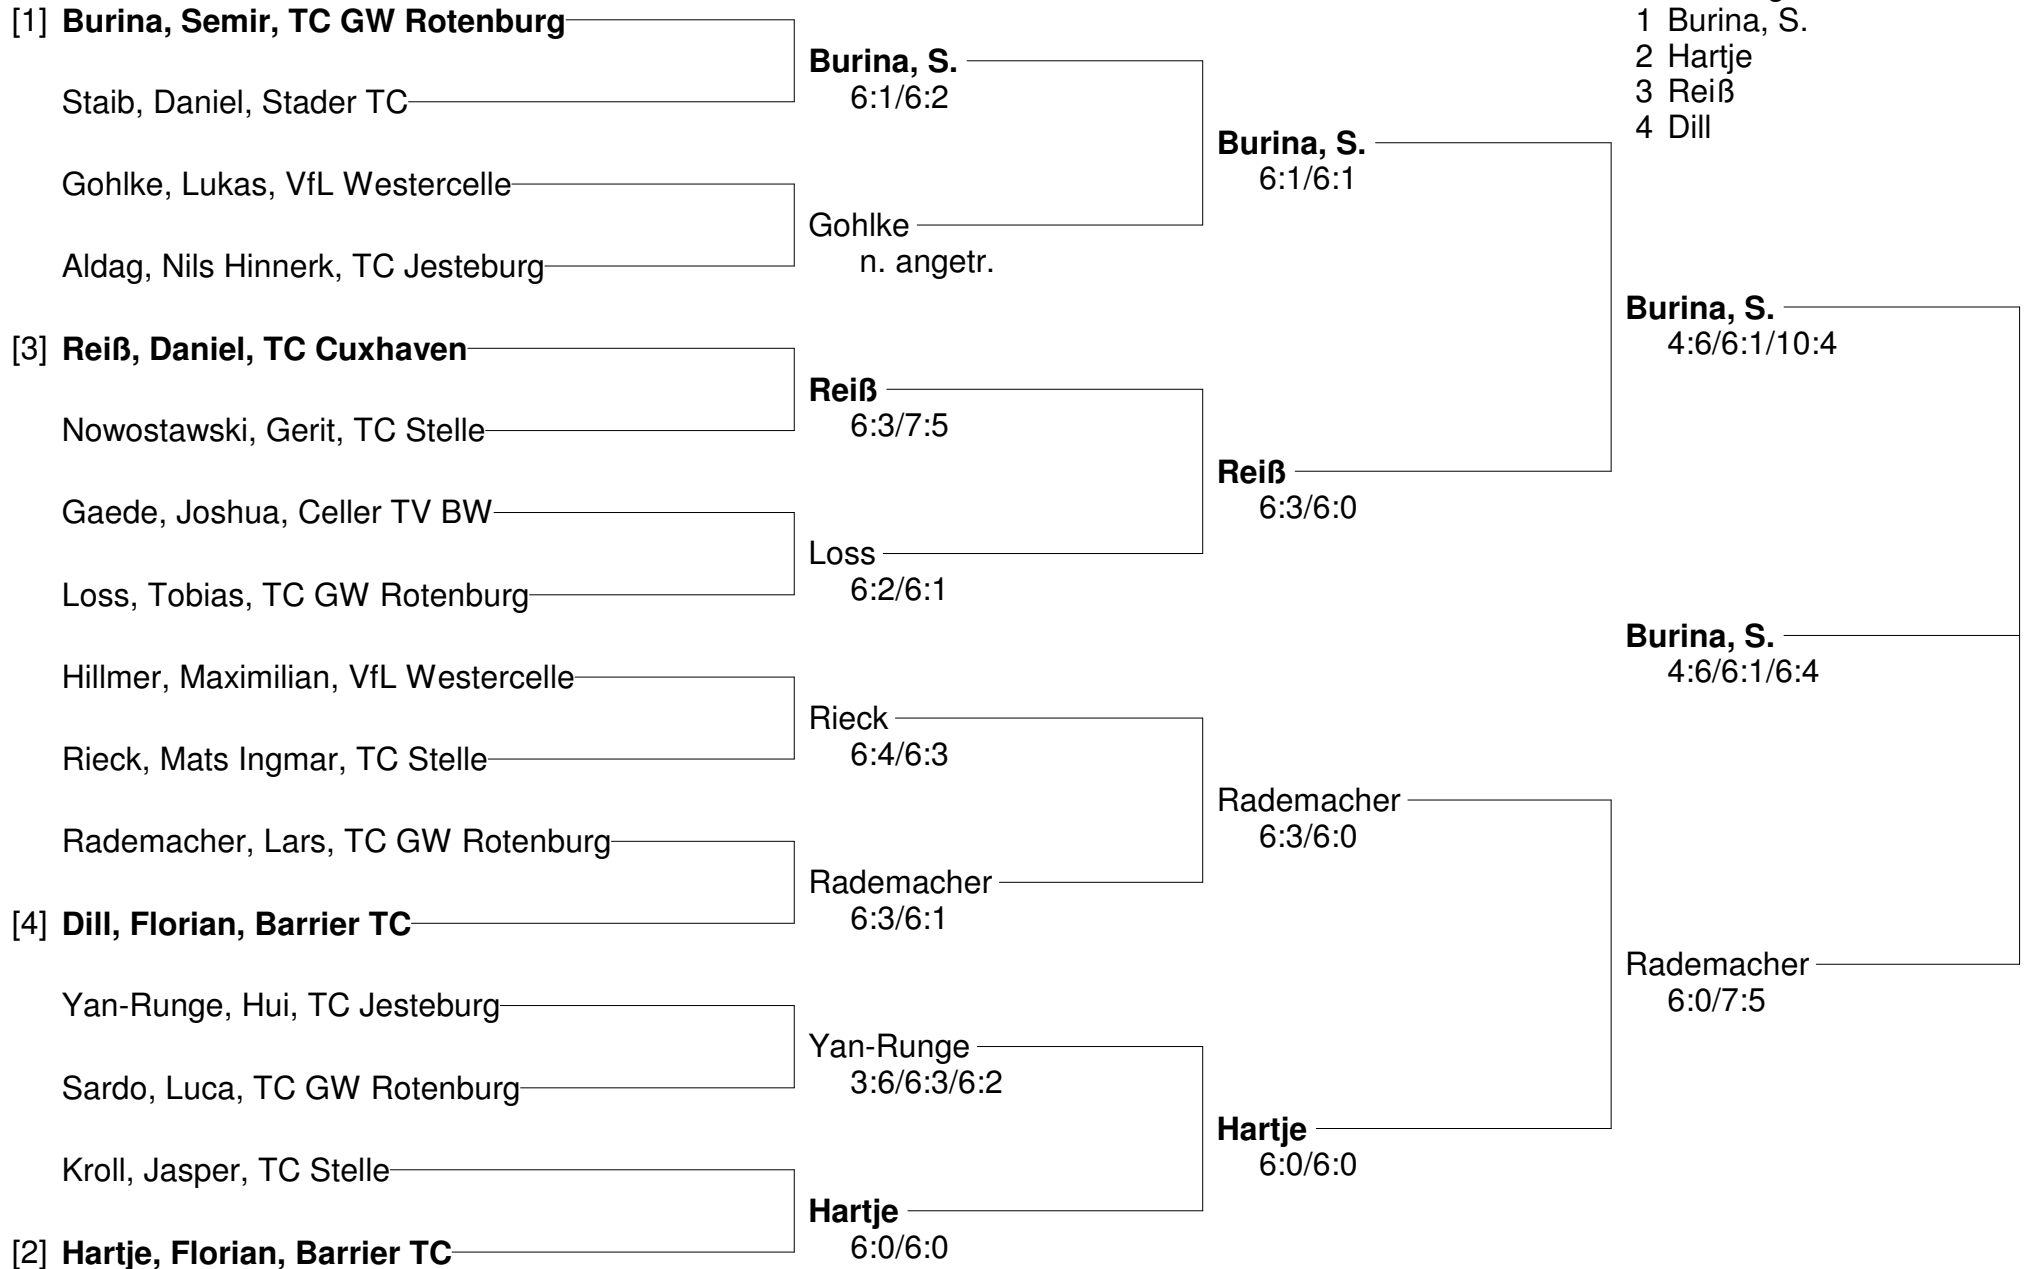 [1] Burina, Semir, TC GW Rotenburg
Staib, Daniel, Stader TC
Gohlke, Lukas, VfL Westercelle
Aldag, Nils Hinnerk, TC Jesteburg
[3] Reiß, Daniel, TC Cuxhaven
Nowostawski, Gerit, TC Stelle
Gaede, Joshua, Celler TV BW
Loss, Tobias, TC GW Rotenburg
Hillmer, Maximilian, VfL Westercelle
Rieck, Mats Ingmar, TC Stelle
Rademacher, Lars, TC GW Rotenburg
[4] Dill, Florian, Barrier TC
Yan-Runge, Hui, TC Jesteburg
Sardo, Luca, TC GW Rotenburg
Kroll, Jasper, TC Stelle
[2] Hartje, Florian, Barrier TC
Burina, S.
6:1/6:2
Gohlke
n. angetr.
Reiß
6:3/7:5
Loss
6:2/6:1
Rieck
6:4/6:3
Rademacher
6:3/6:1
Yan-Runge
3:6/6:3/6:2
Hartje
6:0/6:0
Burina, S.
6:1/6:1
Reiß
6:3/6:0
Rademacher
6:3/6:0
Hartje
6:0/6:0
1 Burina, S.
2 Hartje
3 Reiß
4 Dill
Burina, S.
4:6/6:1/10:4
Burina, S.
4:6/6:1/6:4
Rademacher
6:0/7:5